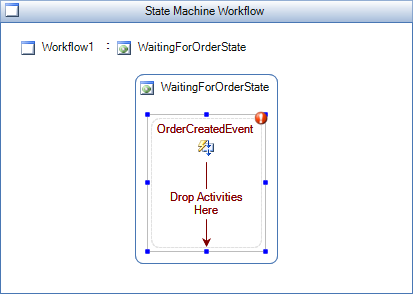 State Machine Workflow
Workflow1 : WaitingForOrderState
WaitingForOrderState
OrderCreatedEvent
Drop Activities
Here